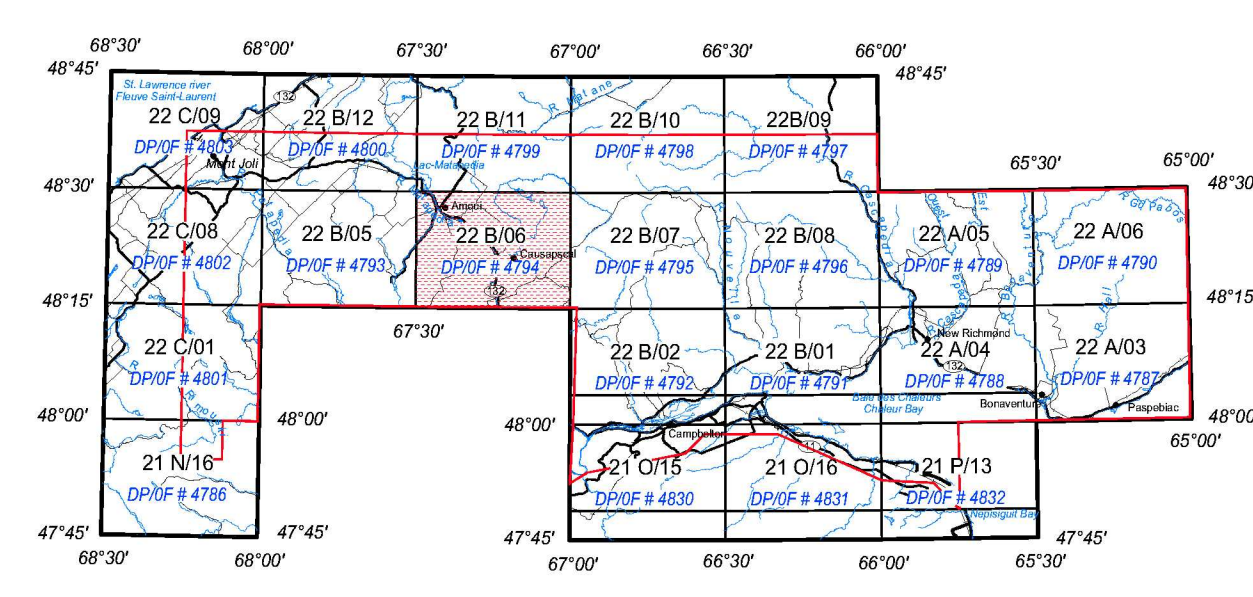 68°30' 68°00' 67°30' 67°00' 66°30' 66°00'
48°45' 48°45'
St. Lawrence river
Fleuve Saint-Laurent
132
R Matane
22 C/09 22 B/12 22 B/11 22 B/10 22B/09
DP/0F # 4803 DP/0F # 4800 DP/0F # 4799 DP/0F # 4798 DP/0F # 4797
Mont Joli
Lac-Matapedia
65°30' 65°00'
48°30' 48°30'
Amqui
R Cascapedia
Ouest
Est
R Gd Pabos
22 C/08 22 B/05 22 B/06 22 B/07 22 B/08 22 A/05 22 A/06
Causapscal
DP/0F # 4802 DP/0F # 4793 DP/0F # 4794 DP/0F # 4795 DP/0F # 4796 DP/0F # 4789 DP/0F # 4790
132
48°15' 48°15'
67°30'
R Hall
New Richmond
22 C/01 22 B/02 22 B/01 22 A/04 22 A/03
132
DP/0F # 4801 DP/0F # 4792 DP/0F # 4791 DP/0F # 4788 DP/0F # 4787
Baie des Chaleurs
Chaleur Bay
Bonaventure
Paspebiac
48°00' 48°00' 48°00' 48°00'
Campbellton
65°00'
11
21 N/16 21 O/15 21 O/16 21 P/13
DP/0F # 4786 DP/0F # 4830 DP/0F # 4831 DP/0F # 4832
Nepisiguit Bay
47°45' 47°45' 47°45' 47°45'
68°30' 68°00' 67°00' 66°30' 66°00' 65°30'